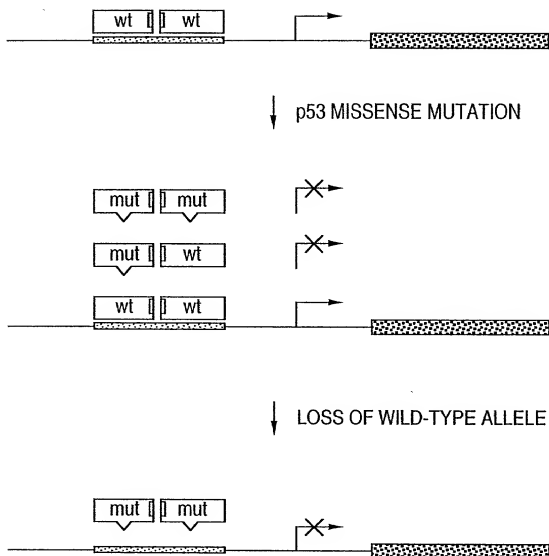 wt wt
p53 MISSENSE MUTATION
mut mut
mut wt
wt wt
LOSS OF WILD-TYPE ALLELE
mut mut